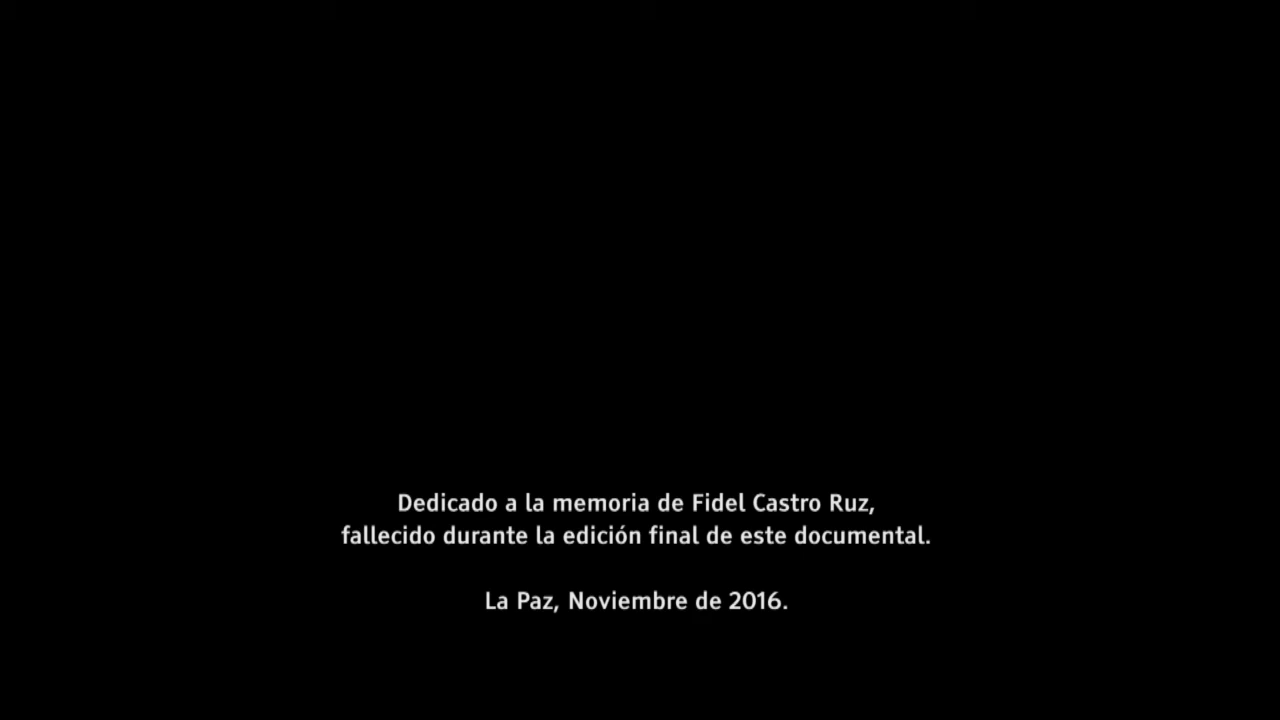 Dedicado a la memoria de Fidel Castro Ruz,
fallecido durante la edición final de este documental.
La Paz, Noviembre de 2016.